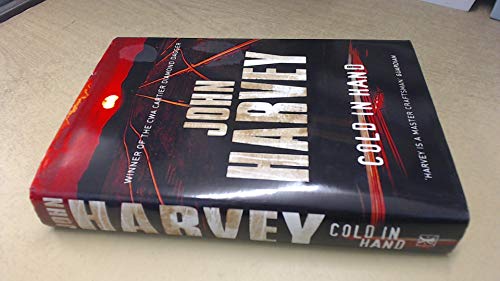 WINNER OF THE CWA CARTIER DIAMOND DAGGER
JOHN
HARVEY
COLD IN HAND
'HARVEY IS A MASTER CRAFTSMAN' GUARDIAN
JOHN HARVEY COLD IN
HAND